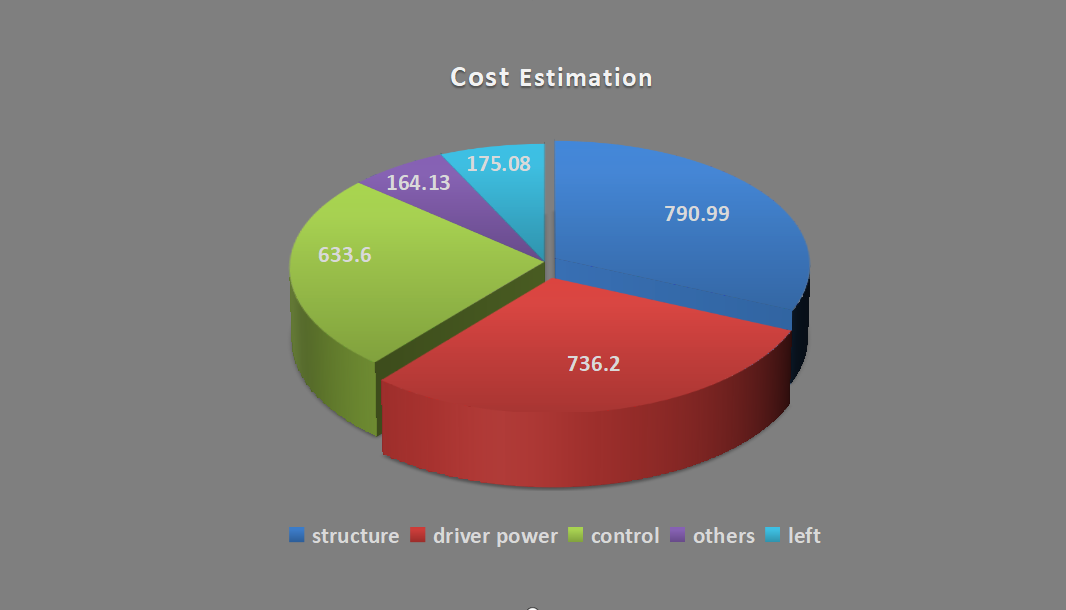 Cost Estimation
175.08
164.13
790.99
633.6
736.2
structure driver power control others left